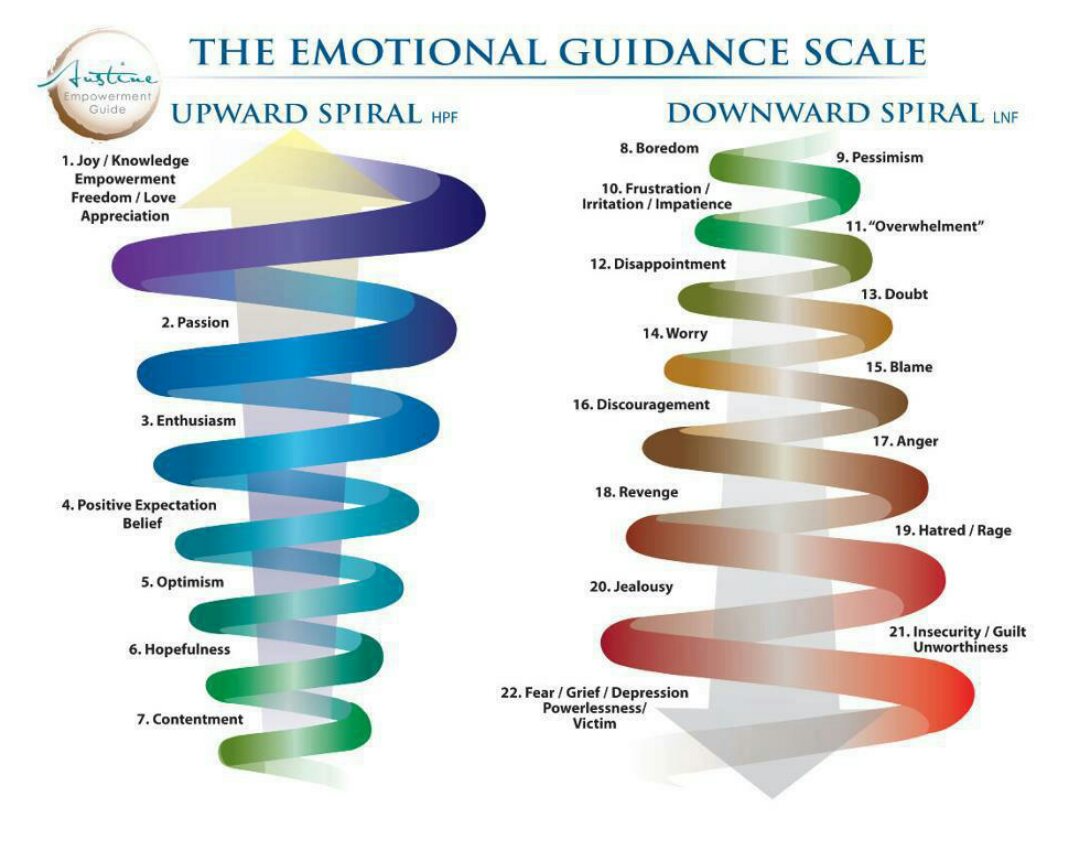 THE EMOTIONAL GUIDANCE SCALE
Austine
Empowerment
Guide
UPWARD SPIRAL HPF
1. Joy / Knowledge
Empowerment
Freedom / Love
Appreciation
2. Passion
3. Enthusiasm
4. Positive Expectation
Belief
5. Optimism
6. Hopefulness
7. Contentment
DOWNWARD SPIRAL LNF
8. Boredom
9. Pessimism
10. Frustration /
Irritation / Impatience
11. “Overwhelment”
12. Disappointment
13. Doubt
14. Worry
15. Blame
16. Discouragement
17. Anger
18. Revenge
19. Hatred / Rage
20. Jealousy
21. Insecurity / Guilt
Unworthiness
22. Fear / Grief / Depression
Powerlessness/
Victim